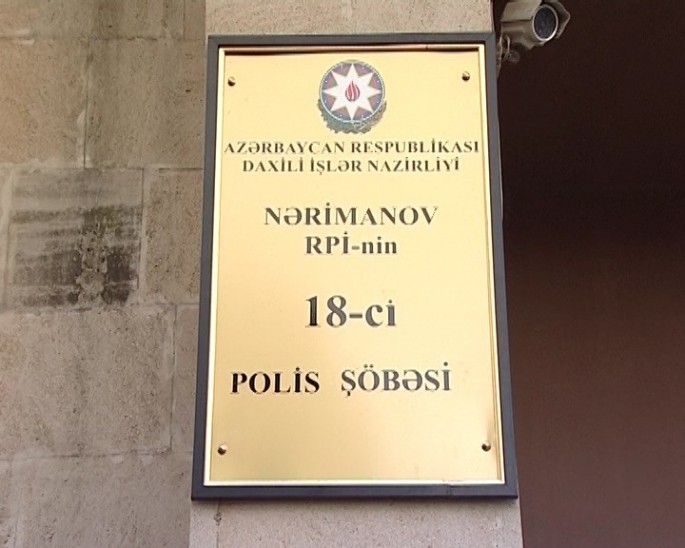 AZƏRBAYCAN RESPUBLİKASI
DAXİLİ İŞLƏR NAZİRLİYİ
NƏRİMANOV
RPİ-nin
18-ci
POLİS ŞÖBƏSİ